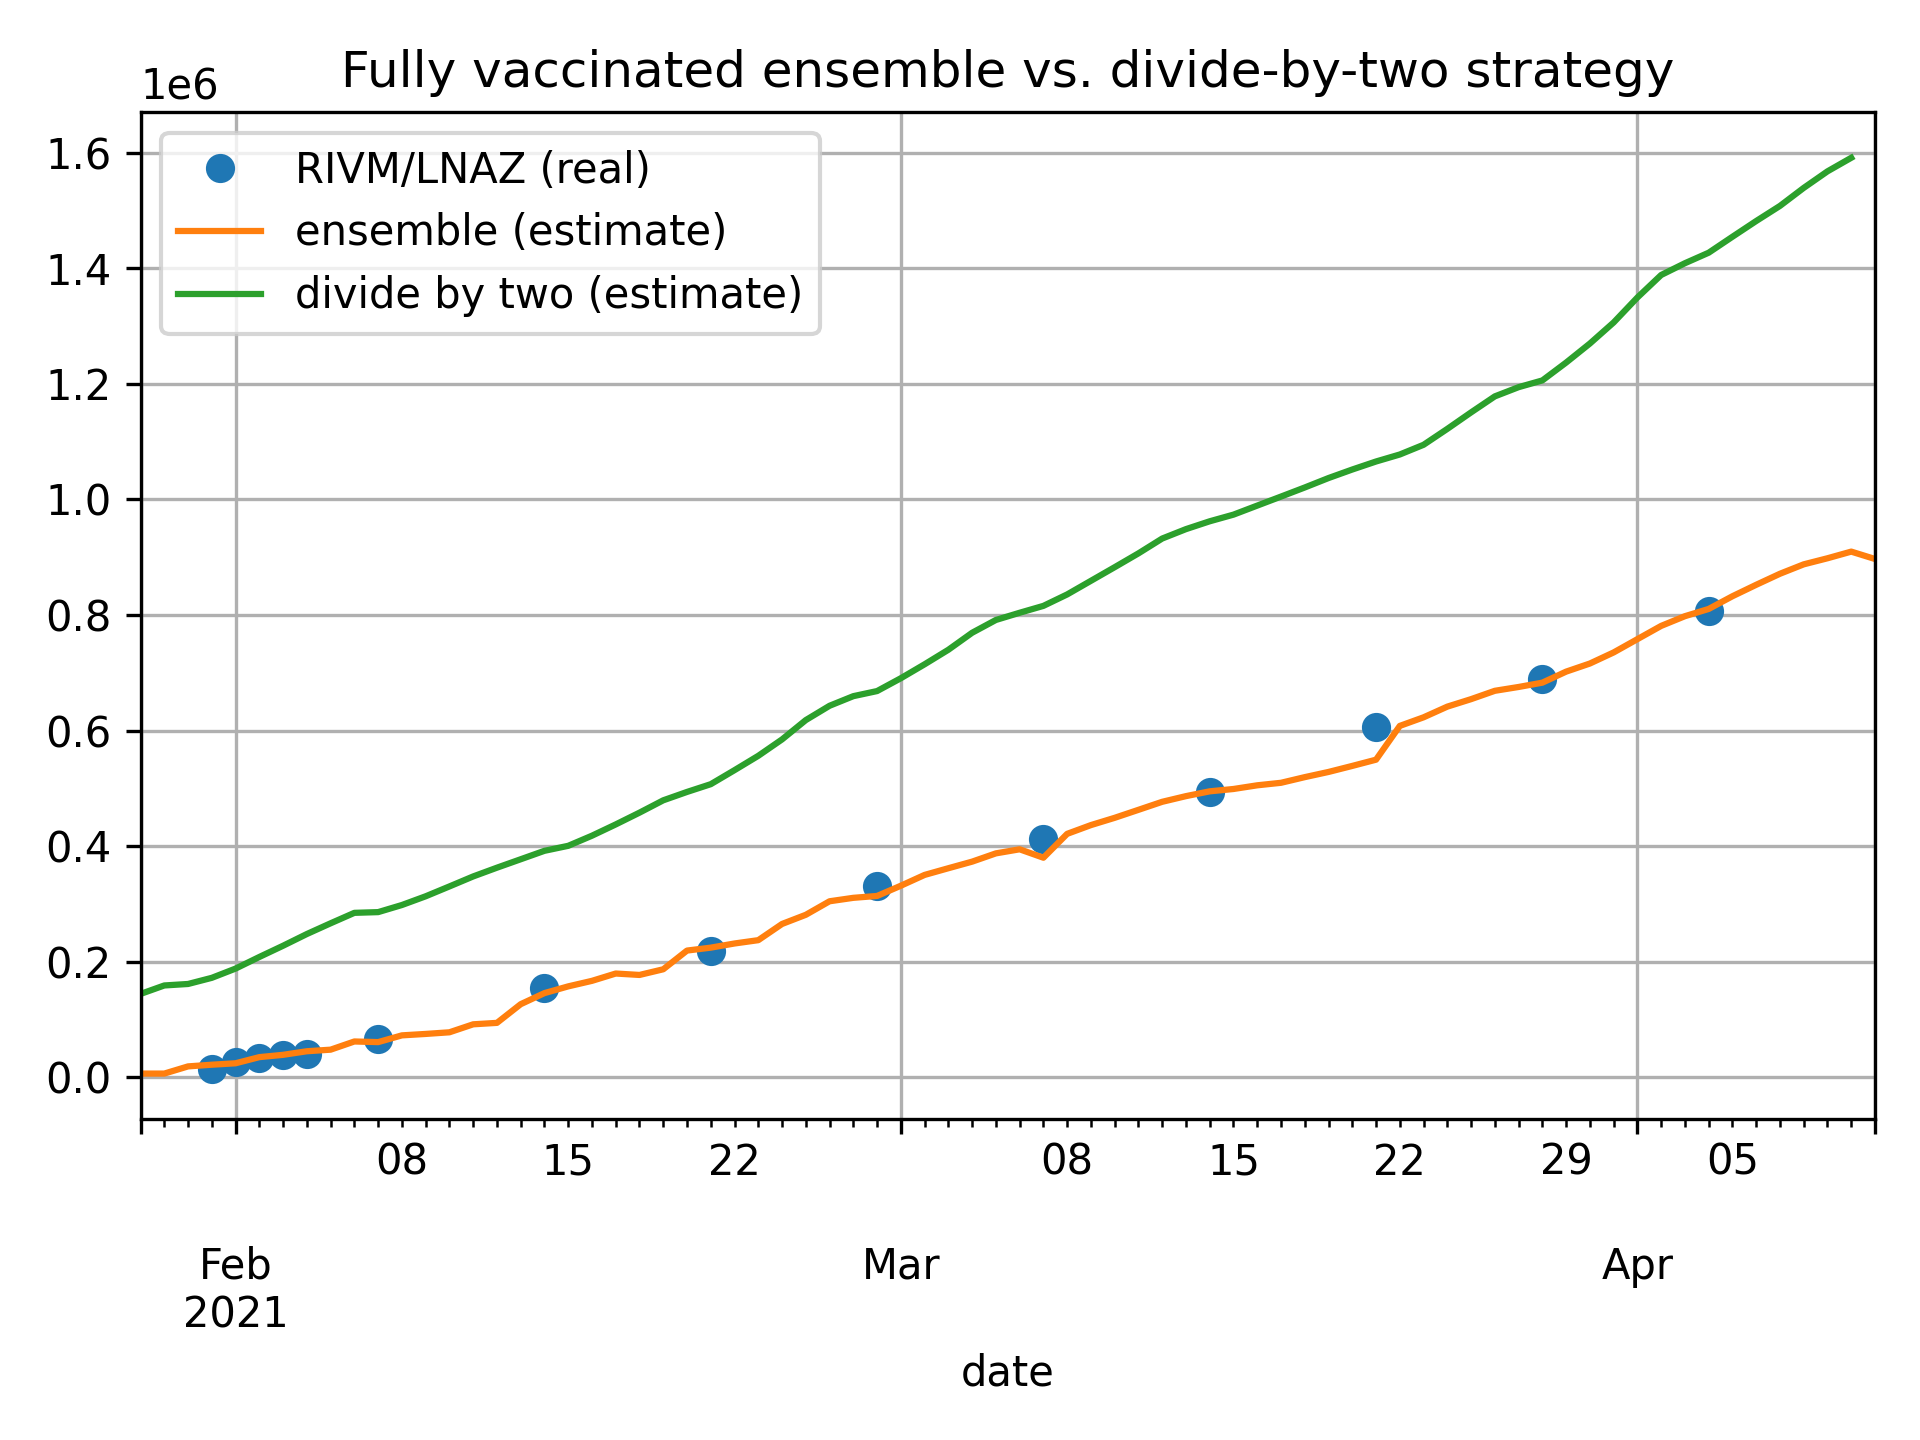 Fully vaccinated ensemble vs. divide-by-two strategy
1e6
RIVM/LNAZ (real)
ensemble (estimate)
divide by two (estimate)
1.6
1.4
1.2
1.0
0.8
0.6
0.4
0.2
0.0
08 15 22 08 15 22 29 05
Feb Mar Apr
2021
date